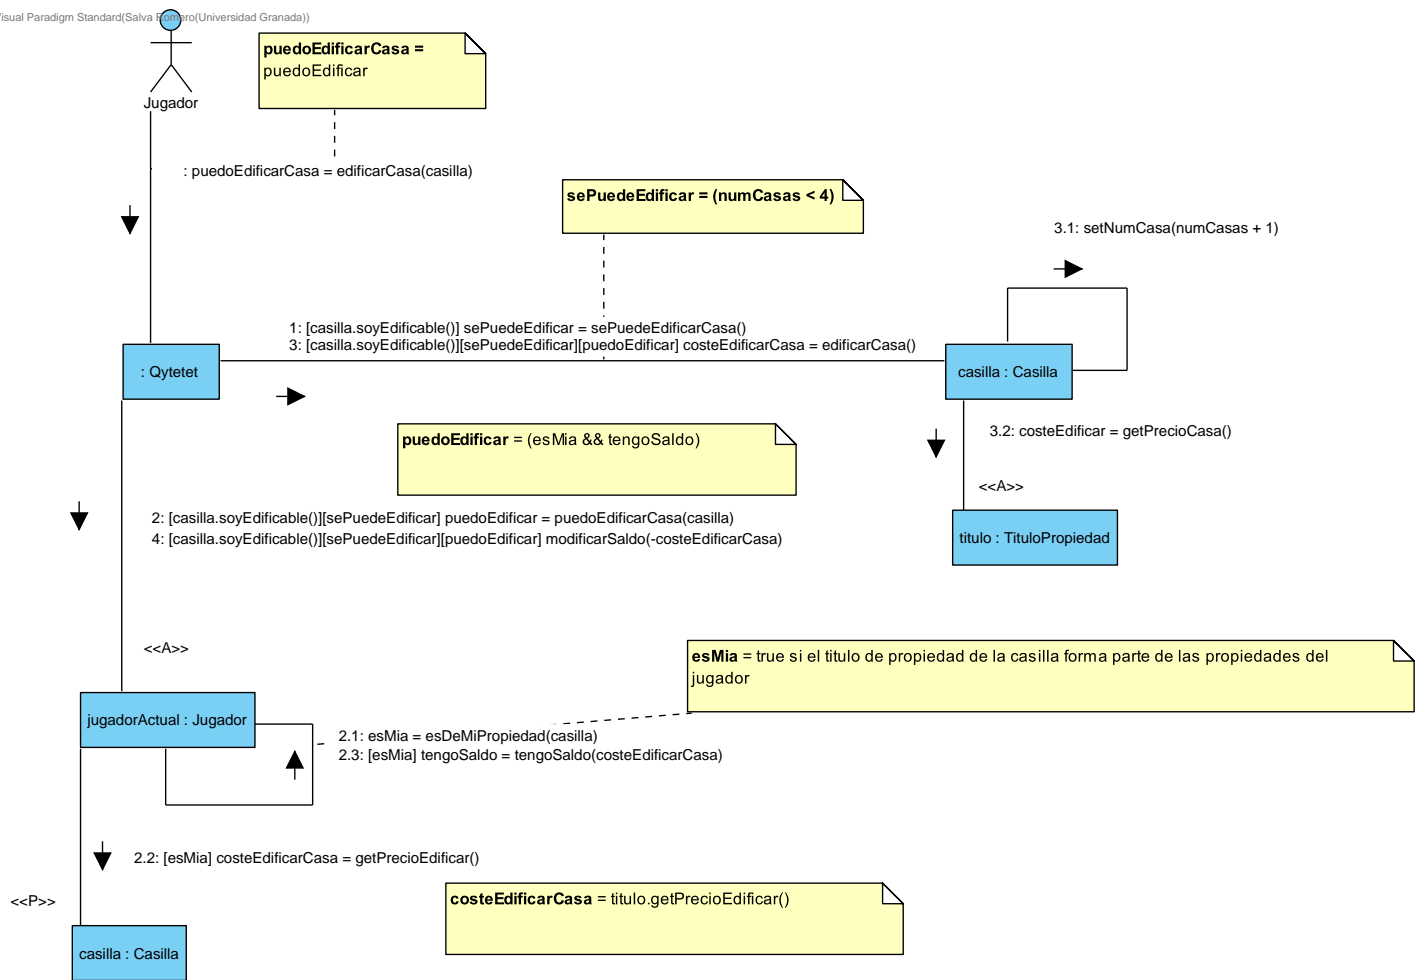 Visual Paradigm Standard(Salva Romero(Universidad Granada))
puedoEdificarCasa =
puedoEdificar
Jugador
: puedoEdificarCasa = edificarCasa(casilla)
sePuedeEdificar = (numCasas < 4)
3.1: setNumCasa(numCasas + 1)
1: [casilla.soyEdificable()] sePuedeEdificar = sePuedeEdificarCasa()
3: [casilla.soyEdificable()][sePuedeEdificar][puedoEdificar] costeEdificarCasa = edificarCasa()
: Qytetet
casilla : Casilla
puedoEdificar = (esMia && tengoSaldo)
3.2: costeEdificar = getPrecioCasa()
<<A>>
2: [casilla.soyEdificable()][sePuedeEdificar] puedoEdificar = puedoEdificarCasa(casilla)
4: [casilla.soyEdificable()][sePuedeEdificar][puedoEdificar] modificarSaldo(-costeEdificarCasa)
titulo : TituloPropiedad
<<A>>
esMia = true si el titulo de propiedad de la casilla forma parte de las propiedades del
jugador
jugadorActual : Jugador
2.1: esMia = esDeMiPropiedad(casilla)
2.3: [esMia] tengoSaldo = tengoSaldo(costeEdificarCasa)
2.2: [esMia] costeEdificarCasa = getPrecioEdificar()
<<P>>
costeEdificarCasa = titulo.getPrecioEdificar()
casilla : Casilla